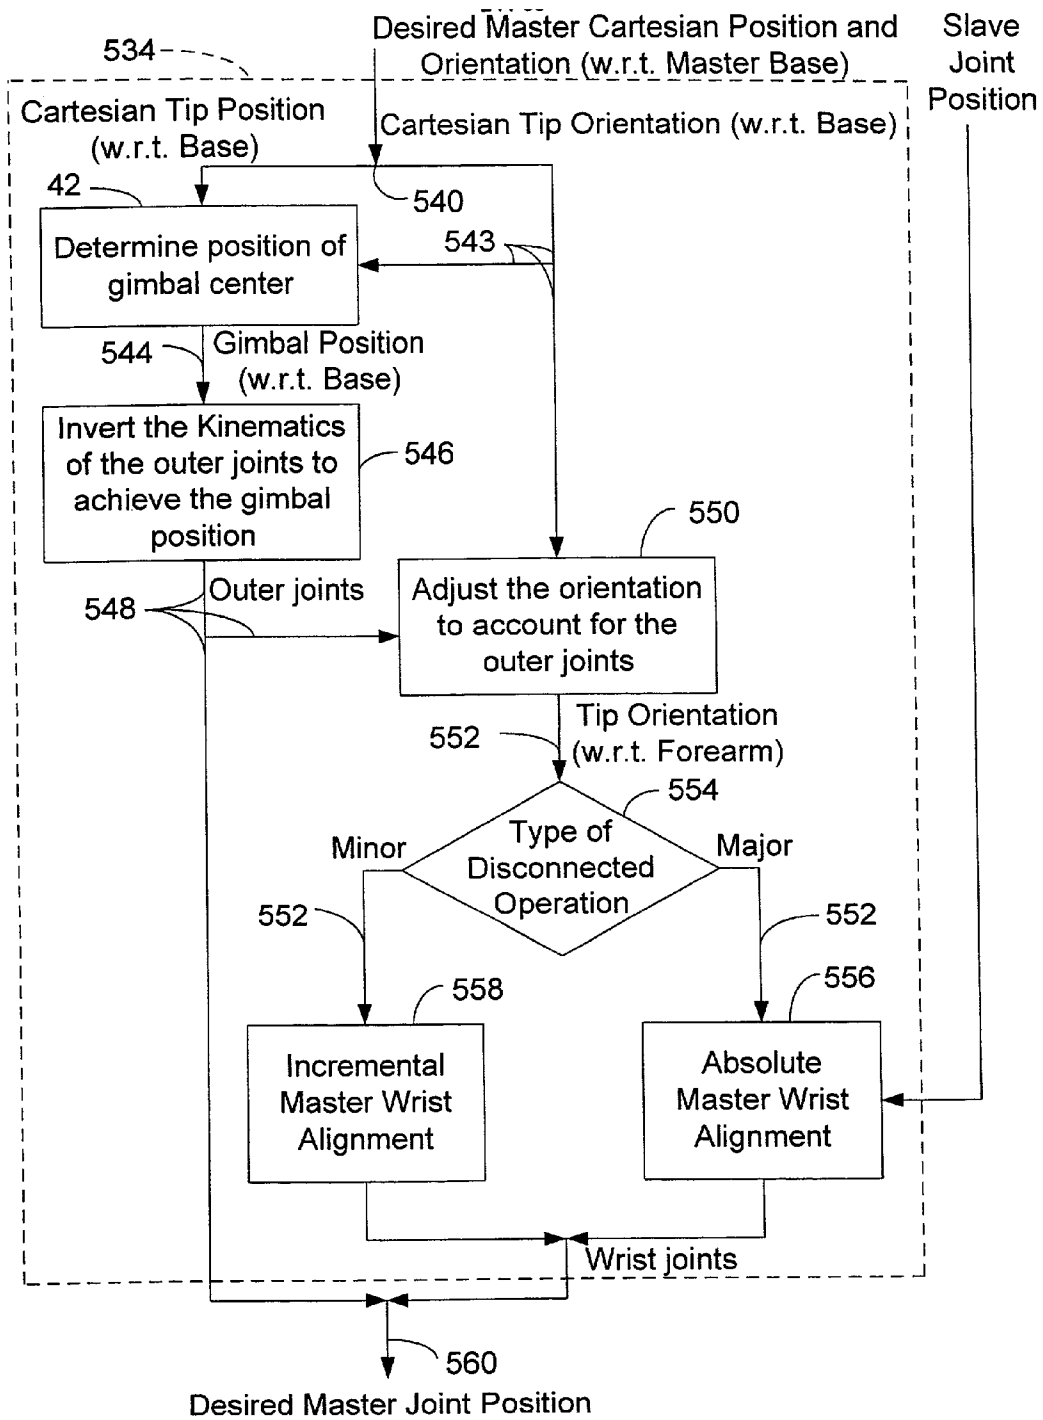 Desired Master Cartesian Position and
Orientation (w.r.t. Master Base)
Slave
Joint
Position
534
Cartesian Tip Position
(w.r.t. Base)
Cartesian Tip Orientation (w.r.t. Base)
42
540
Determine position of
gimbal center
543
544
Gimbal Position
(w.r.t. Base)
Invert the Kinematics
of the outer joints to
achieve the gimbal
position
546
550
548
Outer joints
Adjust the orientation
to account for the
outer joints
552
Tip Orientation
(w.r.t. Forearm)
554
Minor
Type of
Disconnected
Operation
Major
552
552
558
556
Incremental
Master Wrist
Alignment
Absolute
Master Wrist
Alignment
Wrist joints
560
Desired Master Joint Position